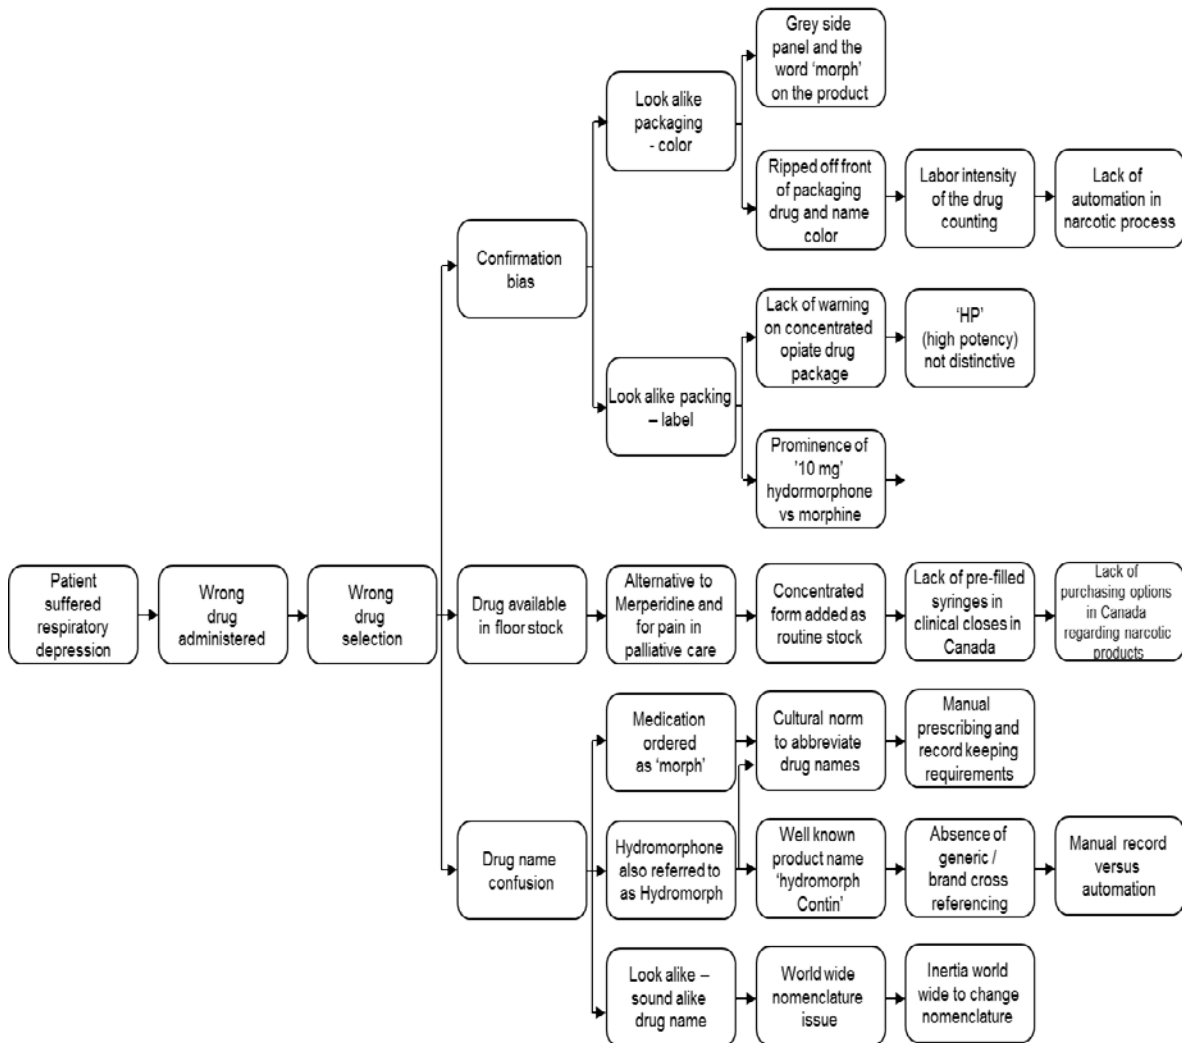 Grey side
panel and the
word ‘morph’
on the product
Look alike
packaging
- color
Ripped off front
of packaging
drug and name
color
Labor intensity
of the drug
counting
Lack of
automation in
narcotic process
Confirmation
bias
Lack of warning
on concentrated
opiate drug
package
‘HP’
(high potency)
not distinctive
Look alike packing
– label
Prominence of
’10 mg’
hydormorphone
vs morphine
Patient
suffered
respiratory
depression
Wrong
drug
administered
Wrong
drug
selection
Drug available
in floor stock
Alternative to
Merperidine and
for pain in
palliative care
Concentrated
form added as
routine stock
Lack of pre-filled
syringes in
clinical closes in
Canada
Lack of
purchasing options
in Canada
regarding narcotic
products
Medication
ordered
as ‘morph’
Cultural norm
to abbreviate
drug names
Manual
prescribing and
record keeping
requirements
Drug name
confusion
Hydromorphone
also referred to
as Hydromorph
Well known
product name
‘hydromorph
Contin’
Absence of
generic /
brand cross
referencing
Manual record
versus
automation
Look alike –
sound alike
drug name
World wide
nomenclature
issue
Inertia world
wide to change
nomenclature